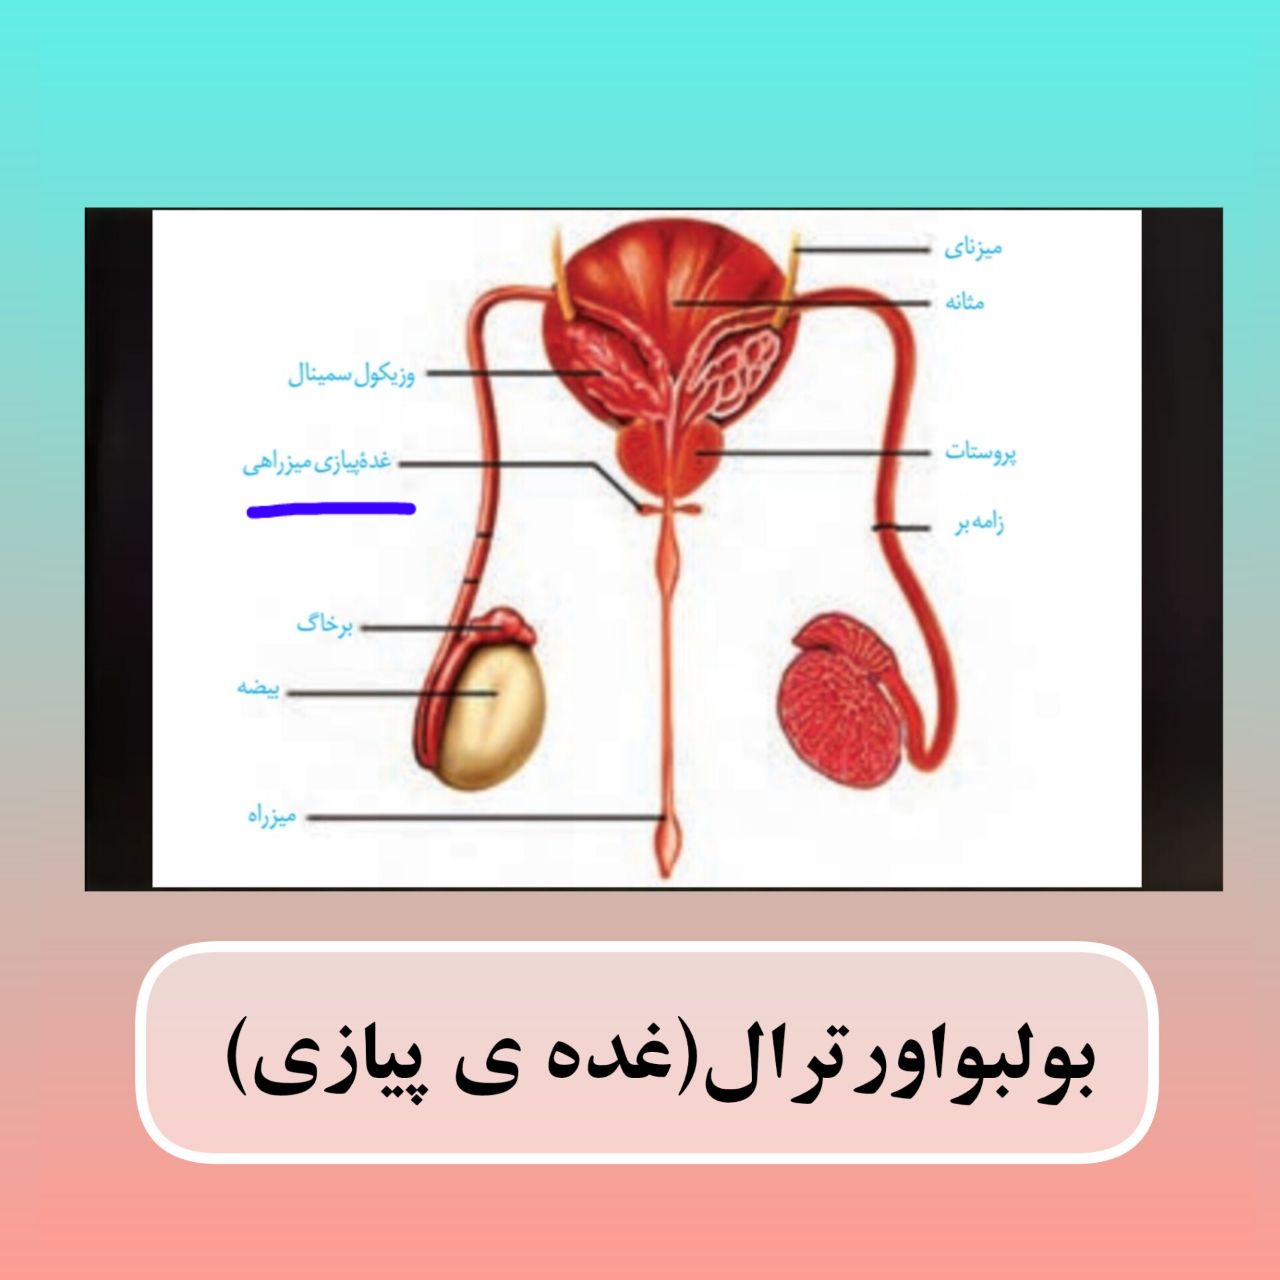 میزنای
مثانه
وزیکول سمینال
پروستات
غدهٔ پیازی میزراهی
زامه‌بر
برخاگ
بیضه
میزراه
بولبواورترال(غده ی پیازی)